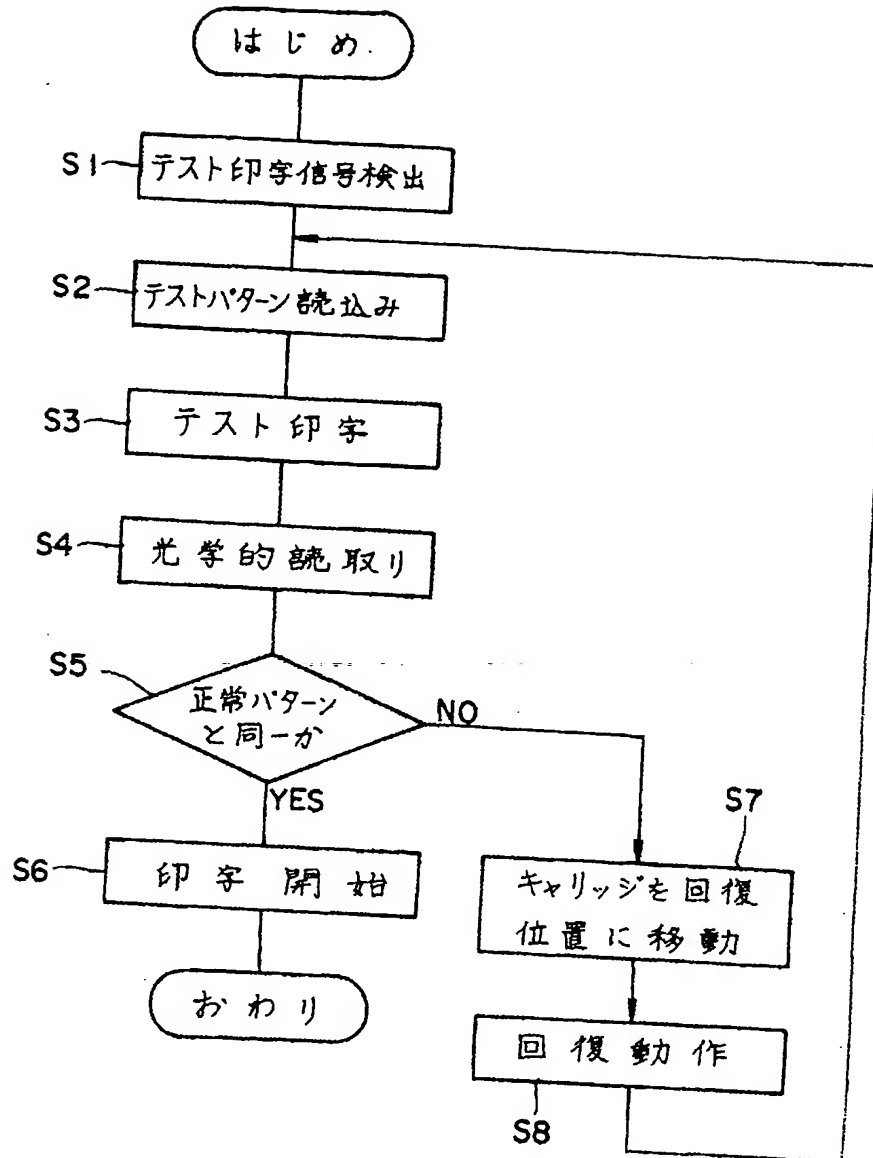 はじめ
S1
テスト印字信号検出
S2
テストパターン読込み
S3
テスト印字
S4
光学的読取り
S5
正常パターン
と同一か
NO
YES
S6
印字開始
おわり
S7
キャリッジを回復
位置に移動
回復動作
S8